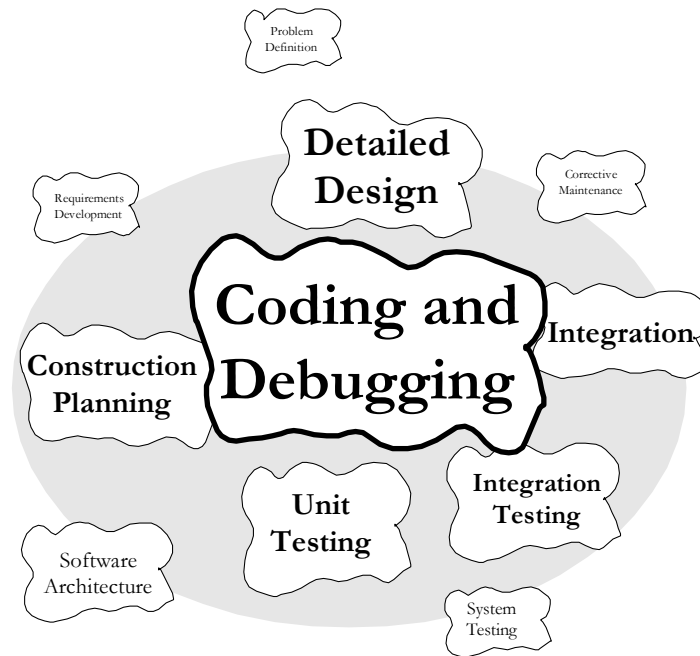 Problem
Definition
Detailed
Design
Corrective
Maintenance
Requirements
Development
Coding and
Debugging
Integration
Construction
Planning
Integration
Testing
Unit
Testing
Software
Architecture
System
Testing